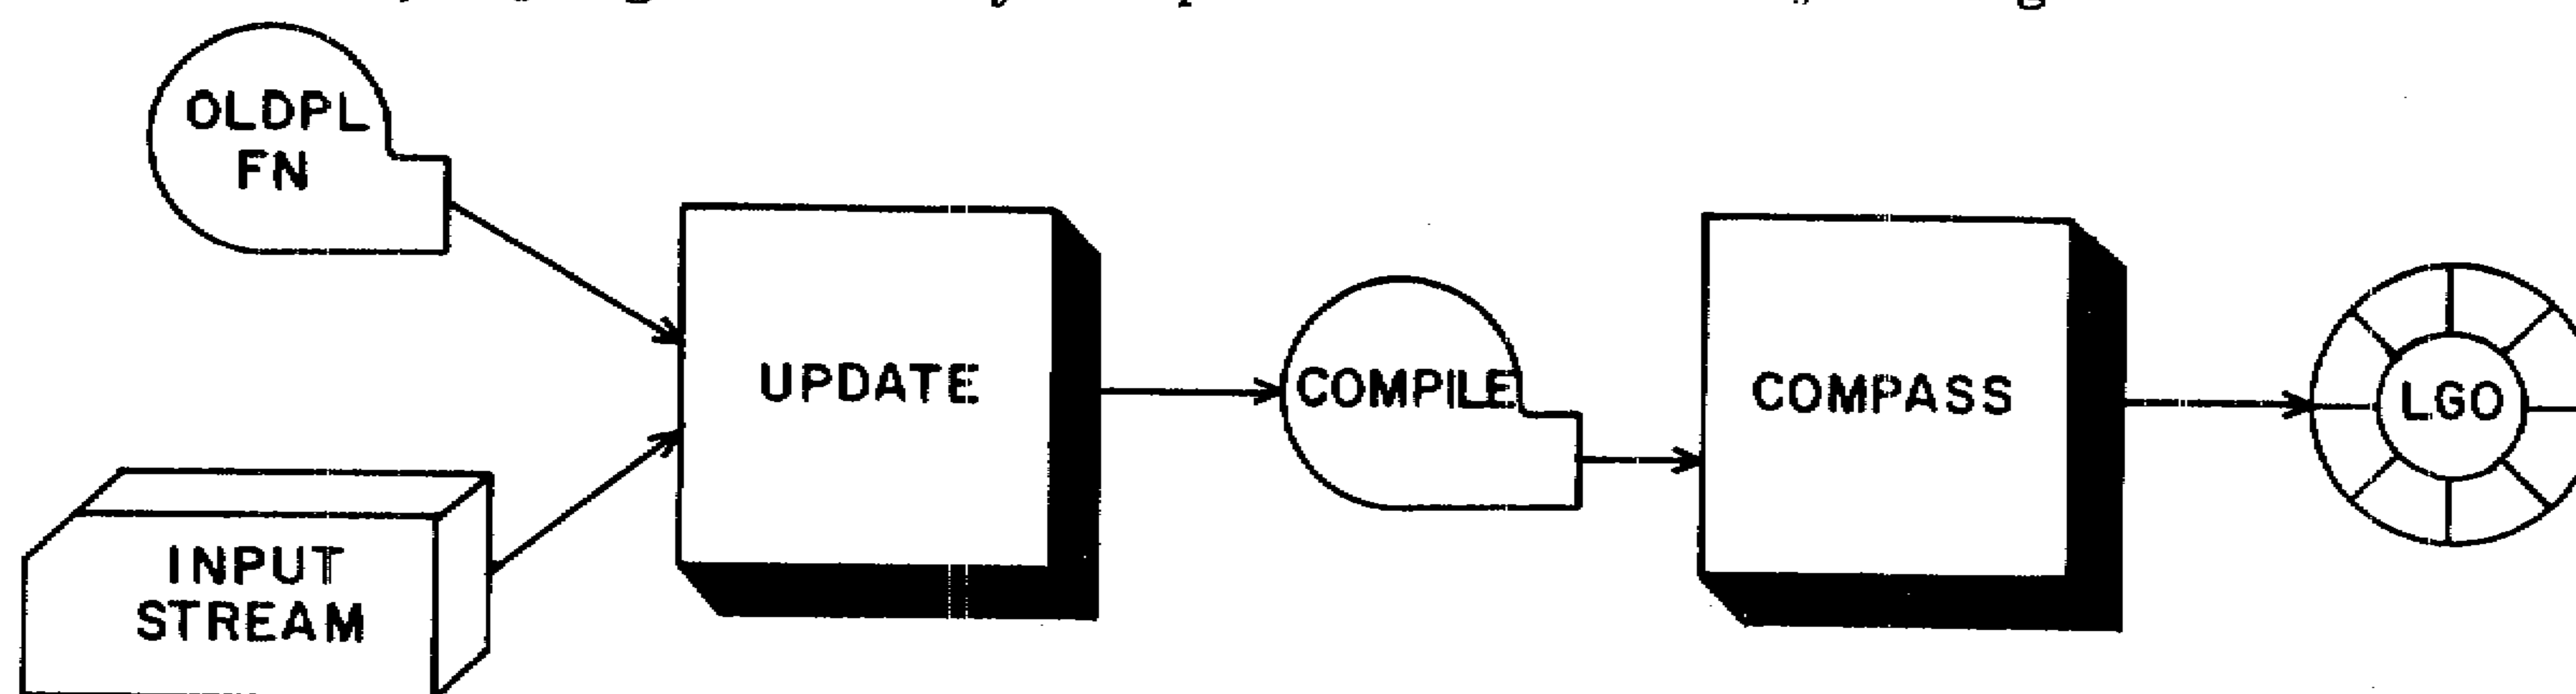 OLDPL
FN
UPDATE
COMPILE
COMPASS
LGO
INPUT
STREAM